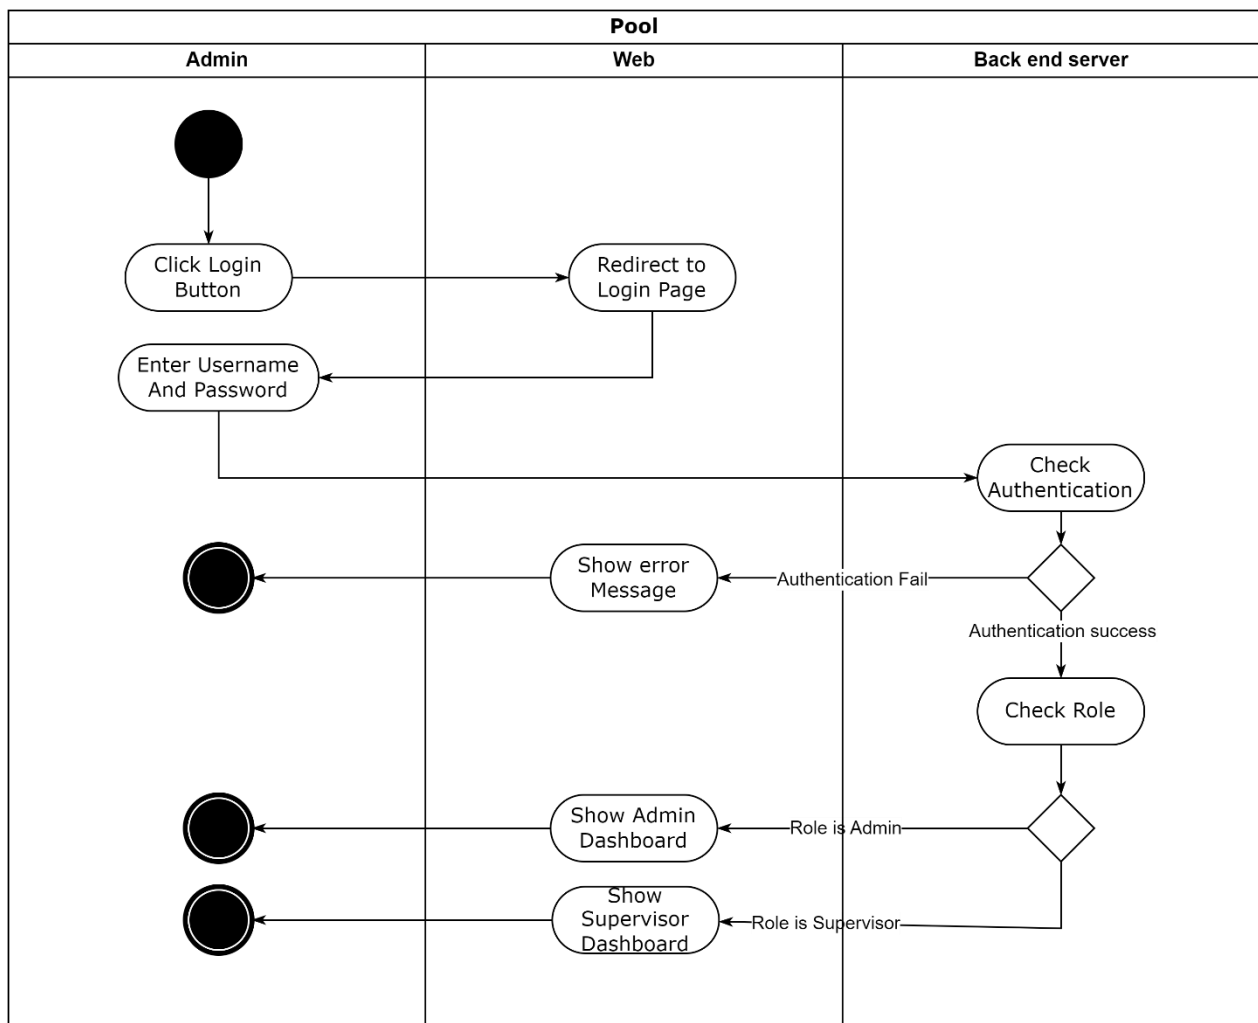 Pool
Admin
Web
Back end server
Click Login
Button
Redirect to
Login Page
Enter Username
And Password
Check
Authentication
Show error
Message
Authentication Fail
Authentication success
Check Role
Show Admin
Dashboard
Role is Admin
Show
Supervisor
Dashboard
Role is Supervisor